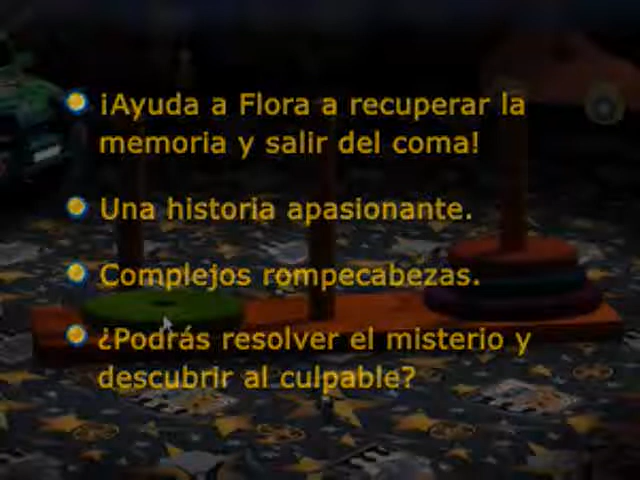 ¡Ayuda a Flora a recuperar la
memoria y salir del coma!
Una historia apasionante.
Complejos rompecabezas.
¿Podrás resolver el misterio y
descubrir al culpable?